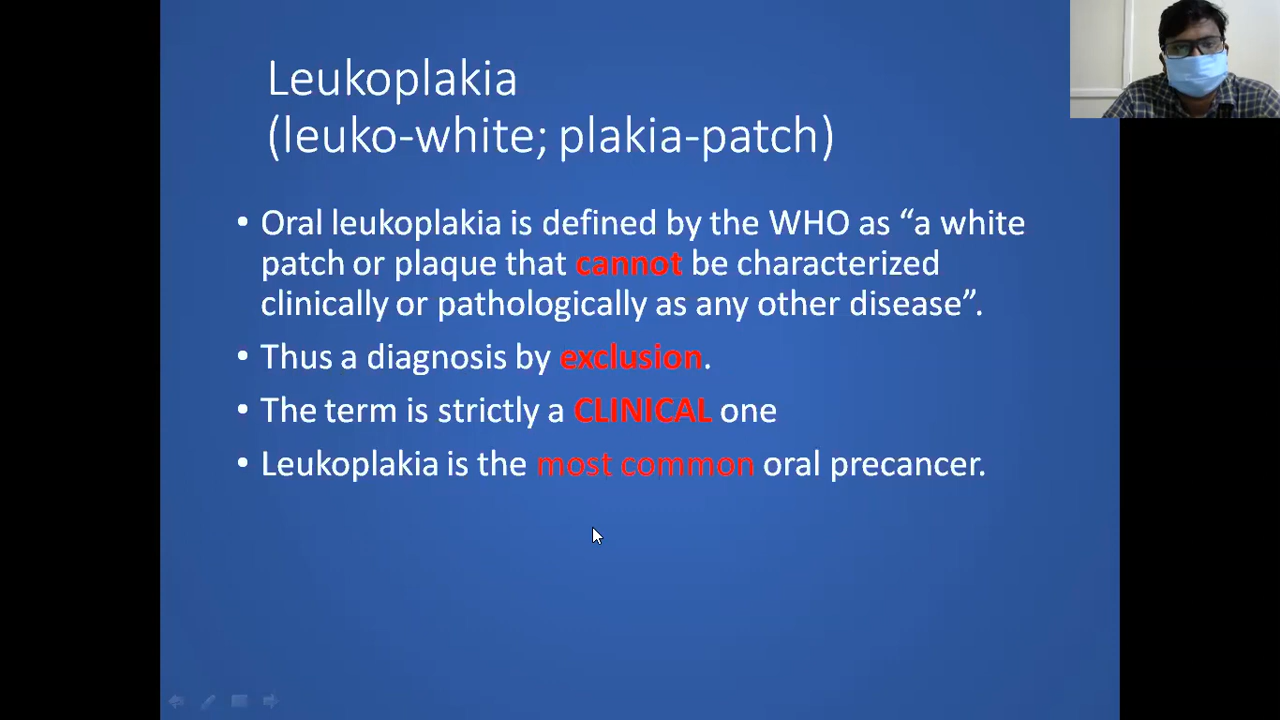 Leukoplakia
(leuko-white; plakia-patch)
• Oral leukoplakia is defined by the WHO as “a white
patch or plaque that cannot be characterized
clinically or pathologically as any other disease”.
• Thus a diagnosis by exclusion.
• The term is strictly a CLINICAL one
• Leukoplakia is the most common oral precancer.